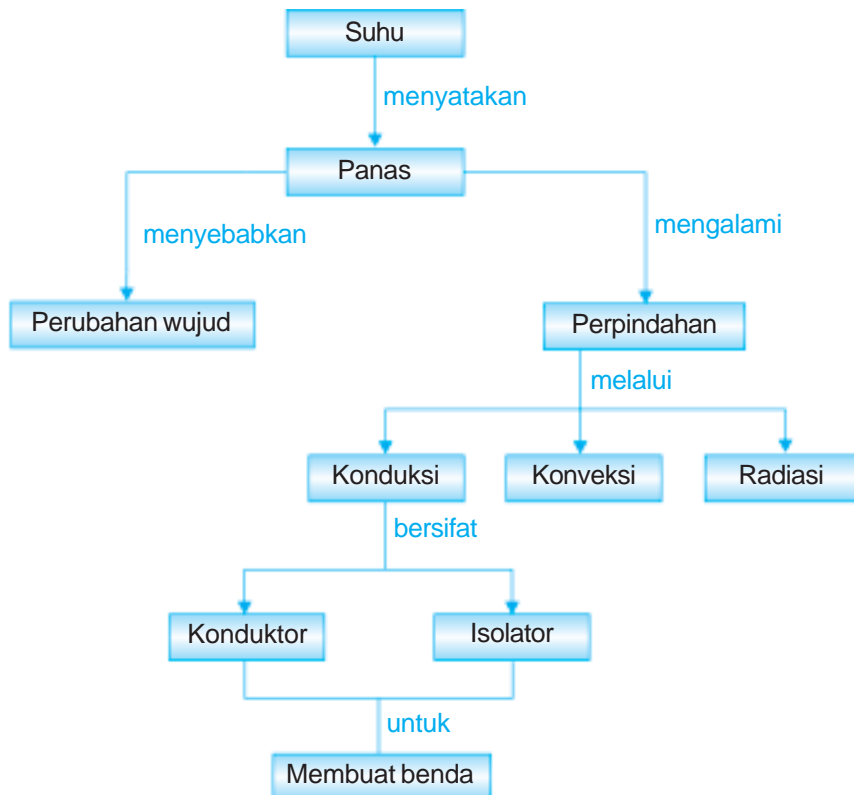 Suhu
menyatakan
Panas
menyebabkan
mengalami
Perubahan wujud
Perpindahan
melalui
Konduksi
Konveksi
Radiasi
bersifat
Konduktor
Isolator
untuk
Membuat benda